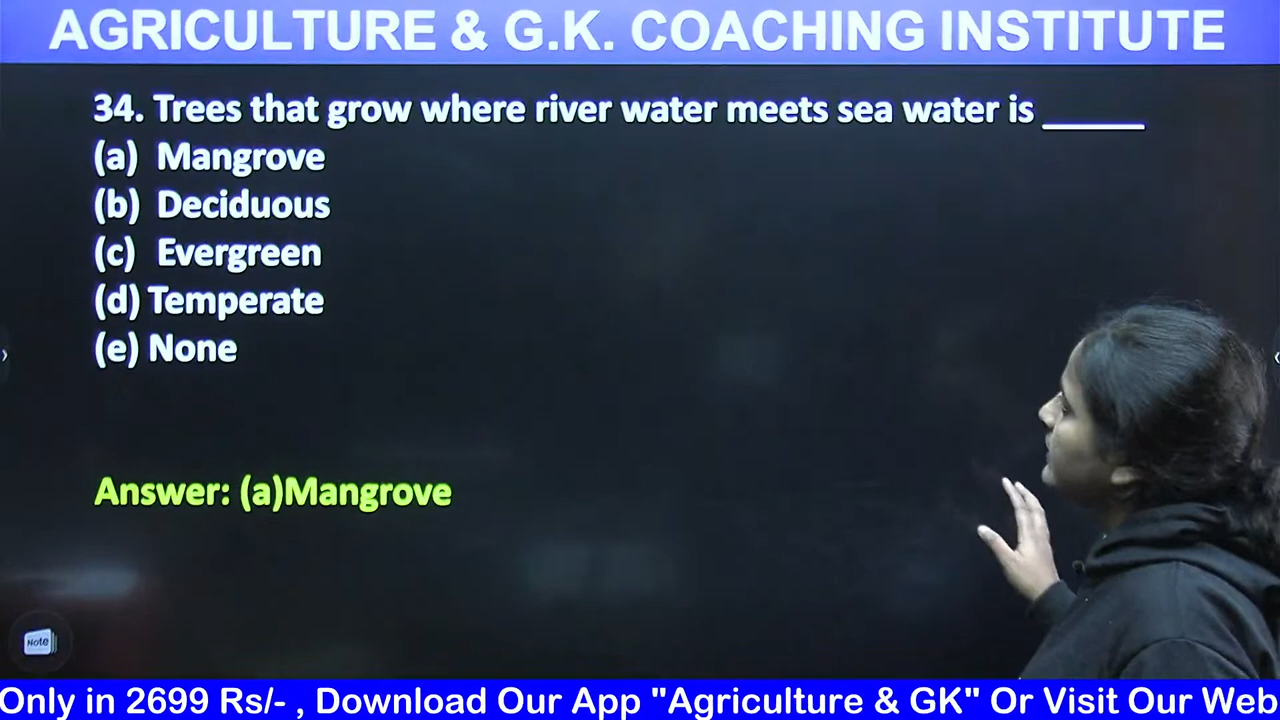 AGRICULTURE & G.K. COACHING INSTITUTE
34. Trees that grow where river water meets sea water is ______
(a) Mangrove
(b) Deciduous
(c) Evergreen
(d) Temperate
(e) None
Answer: (a)Mangrove
Note
Only in 2699 Rs/- , Download Our App "Agriculture & GK" Or Visit Our Web